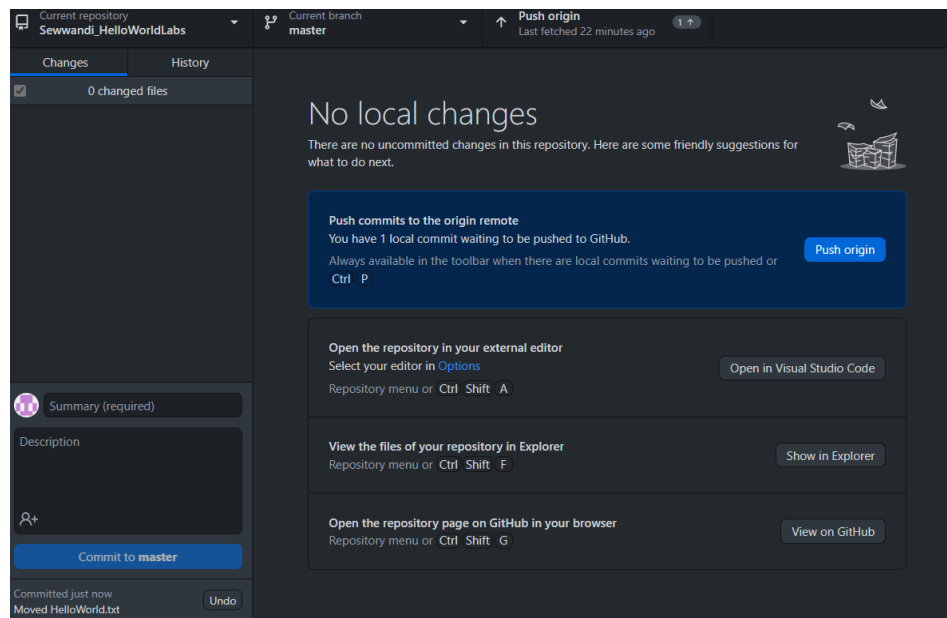 Current repository
Sewwandi_HelloWorldLabs
Current branch
master
Push origin
Last fetched 22 minutes ago
1
Changes
History
0 changed files
No local changes
There are no uncommitted changes in this repository. Here are some friendly suggestions for
what to do next.
Push commits to the origin remote
You have 1 local commit waiting to be pushed to GitHub.
Always available in the toolbar when there are local commits waiting to be pushed or
Ctrl P
Push origin
Open the repository in your external editor
Select your editor in Options
Repository menu or Ctrl Shift A
Open in Visual Studio Code
View the files of your repository in Explorer
Repository menu or Ctrl Shift F
Show in Explorer
Open the repository page on GitHub in your browser
Repository menu or Ctrl Shift G
View on GitHub
Summary (required)
Description
Commit to master
Committed just now
Moved HelloWorld.txt
Undo